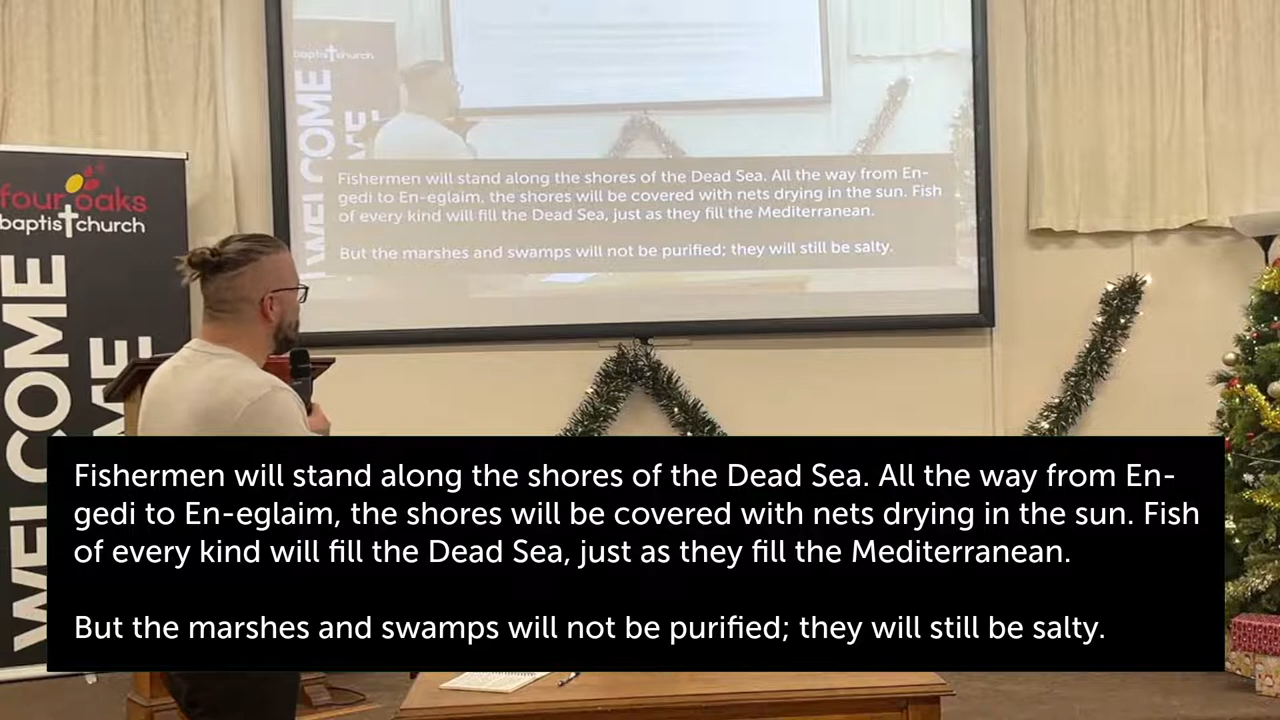 baptist church
WELCOME
Fishermen will stand along the shores of the Dead Sea. All the way from En-
gedi to En-eglaim, the shores will be covered with nets drying in the sun. Fish
of every kind will fill the Dead Sea, just as they fill the Mediterranean.
But the marshes and swamps will not be purified; they will still be salty.
four oaks
baptist church
WELCOME
Fishermen will stand along the shores of the Dead Sea. All the way from En-
gedi to En-eglaim, the shores will be covered with nets drying in the sun. Fish
of every kind will fill the Dead Sea, just as they fill the Mediterranean.
But the marshes and swamps will not be purified; they will still be salty.